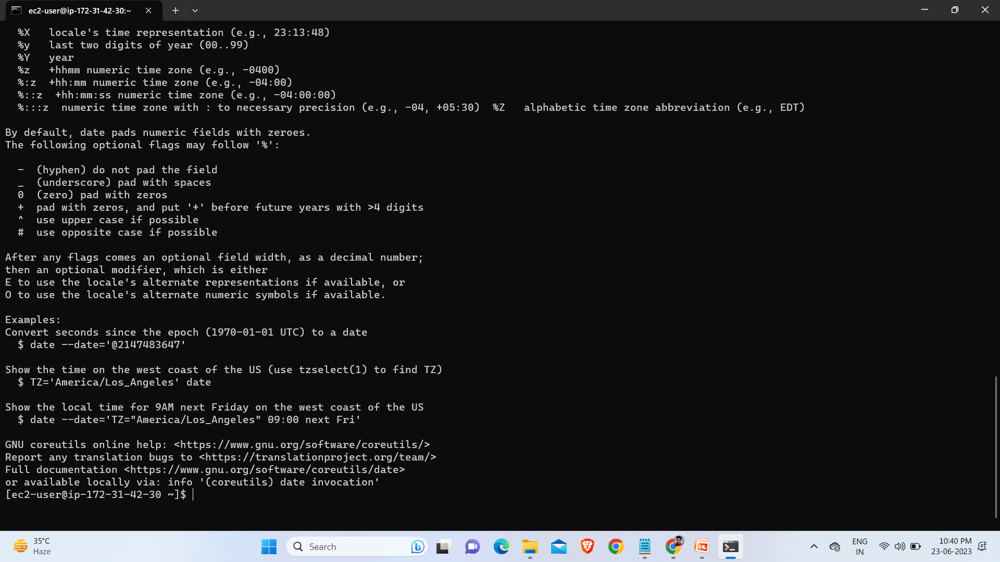 ec2-user@ip-172-31-42-30:~
%X   locale's time representation (e.g., 23:13:48)
%y   last two digits of year (00..99)
%Y   year
%z   +hhmm numeric time zone (e.g., -0400)
%:z  +hh:mm numeric time zone (e.g., -04:00)
%::z  +hh:mm:ss numeric time zone (e.g., -04:00:00)
%:::z  numeric time zone with : to necessary precision (e.g., -04, +05:30)  %Z   alphabetic time zone abbreviation (e.g., EDT)
By default, date pads numeric fields with zeroes.
The following optional flags may follow '%':
-  (hyphen) do not pad the field
_  (underscore) pad with spaces
0  (zero) pad with zeros
+  pad with zeros, and put '+' before future years with >4 digits
^  use upper case if possible
#  use opposite case if possible
After any flags comes an optional field width, as a decimal number;
then an optional modifier, which is either
E to use the locale's alternate representations if available, or
O to use the locale's alternate numeric symbols if available.
Examples:
Convert seconds since the epoch (1970-01-01 UTC) to a date
$ date --date='@2147483647'
Show the time on the west coast of the US (use tzselect(1) to find TZ)
$ TZ='America/Los_Angeles' date
Show the local time for 9AM next Friday on the west coast of the US
$ date --date='TZ="America/Los_Angeles" 09:00 next Fri'
GNU coreutils online help: <https://www.gnu.org/software/coreutils/>
Report any translation bugs to <https://translationproject.org/team/>
Full documentation <https://www.gnu.org/software/coreutils/date>
or available locally via: info '(coreutils) date invocation'
[ec2-user@ip-172-31-42-30 ~]$
35°C
Haze
Search
ENG
IN
10:40 PM
23-06-2023